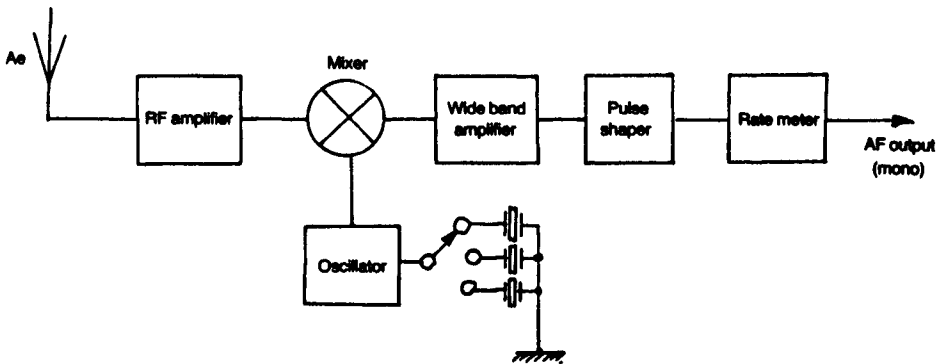 Ae
Mixer
RF amplifier
Wide band
amplifier
Pulse
shaper
Rate meter
AF output
(mono)
Oscillator